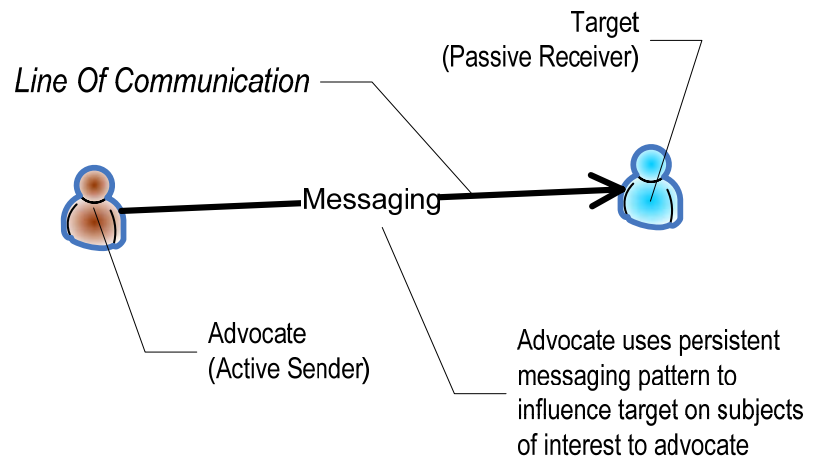 Target
(Passive Receiver)
Line Of Communication
Messaging
Advocate
(Active Sender)
Advocate uses persistent
messaging pattern to
influence target on subjects
of interest to advocate